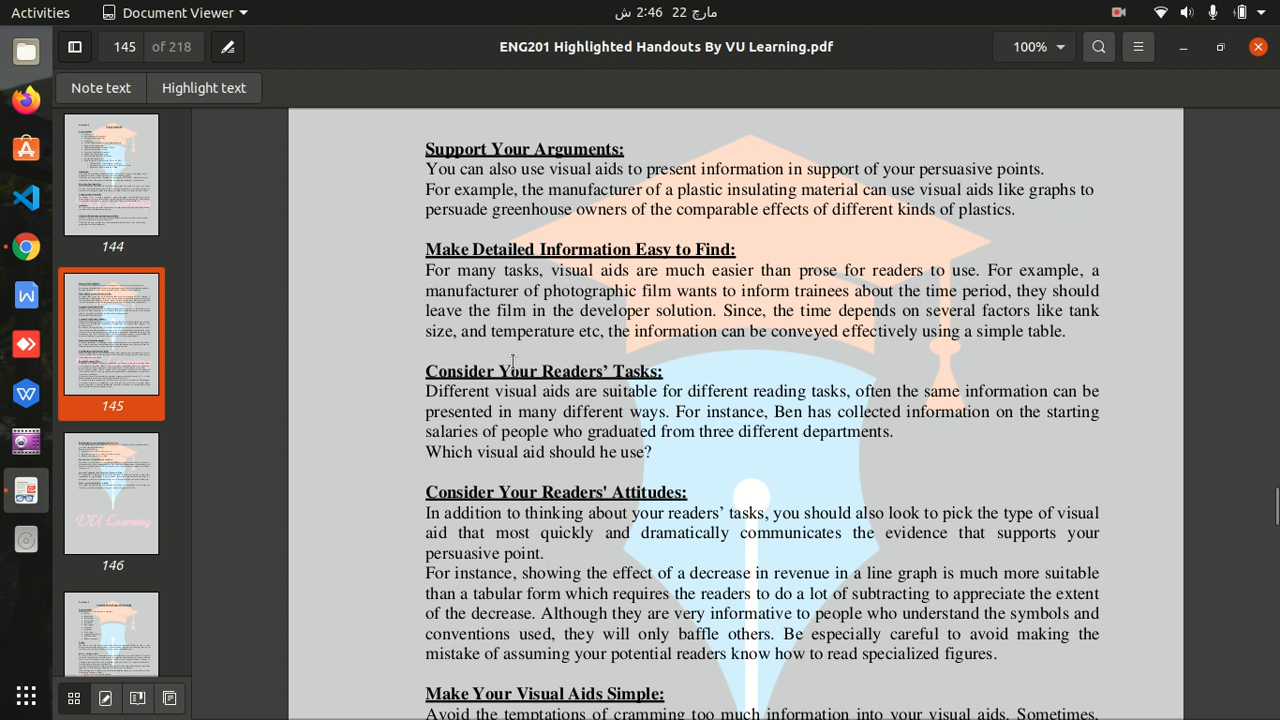 Activities
Document Viewer
ش 2:46 22 مارچ
145 of 218
ENG201 Highlighted Handouts By VU Learning.pdf
100%
Note text
Highlight text
144
145
VU Learning
146
Support Your Arguments:
You can also use visual aids to present information in support of your persuasive points.
For example, the manufacturer of a plastic insulating material can use visual aids like graphs to
persuade greenhouse owners of the comparable effects of different kinds of plastics.
Make Detailed Information Easy to Find:
For many tasks, visual aids are much easier than prose for readers to use. For example, a
manufacturer of photographic film wants to inform trainees about the time period, they should
leave the film in the developer solution. Since, the time depends on several factors like tank
size and temperature etc, the information can be conveyed effectively using a simple table.
Consider Your Readers’ Tasks:
Different visual aids are suitable for different reading tasks, often the same information can be
presented in many different ways. For instance, Ben has collected information on the starting
salaries of people who graduated from three different departments.
Which visual aid should he use?
Consider Your Readers' Attitudes:
In addition to thinking about your readers’ tasks, you should also look to pick the type of visual
aid that most quickly and dramatically communicates the evidence that supports your
persuasive point.
For instance, showing the effect of a decrease in revenue in a line graph is much more suitable
than a tabular form which requires the readers to do a lot of subtracting to appreciate the extent
of the decrease. Although they are very informative to people who understand the symbols and
conventions used, they will only baffle others. Be especially careful to avoid making the
mistake of assuming your potential readers know how to read specialized figures.
Make Your Visual Aids Simple:
Avoid the temptations of cramming too much information into your visual aids. Sometimes,